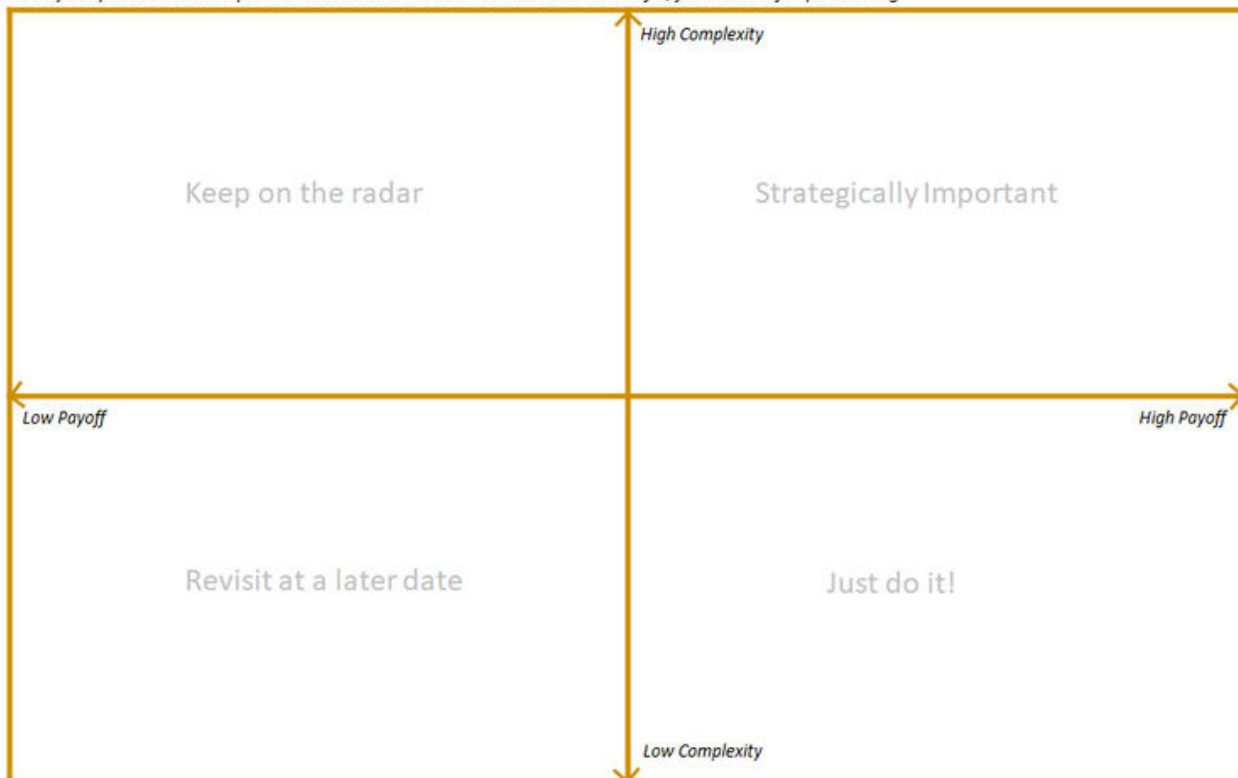 High Complexity
Keep on the radar
Strategically Important
Low Payoff
High Payoff
Revisit at a later date
Just do it!
Low Complexity